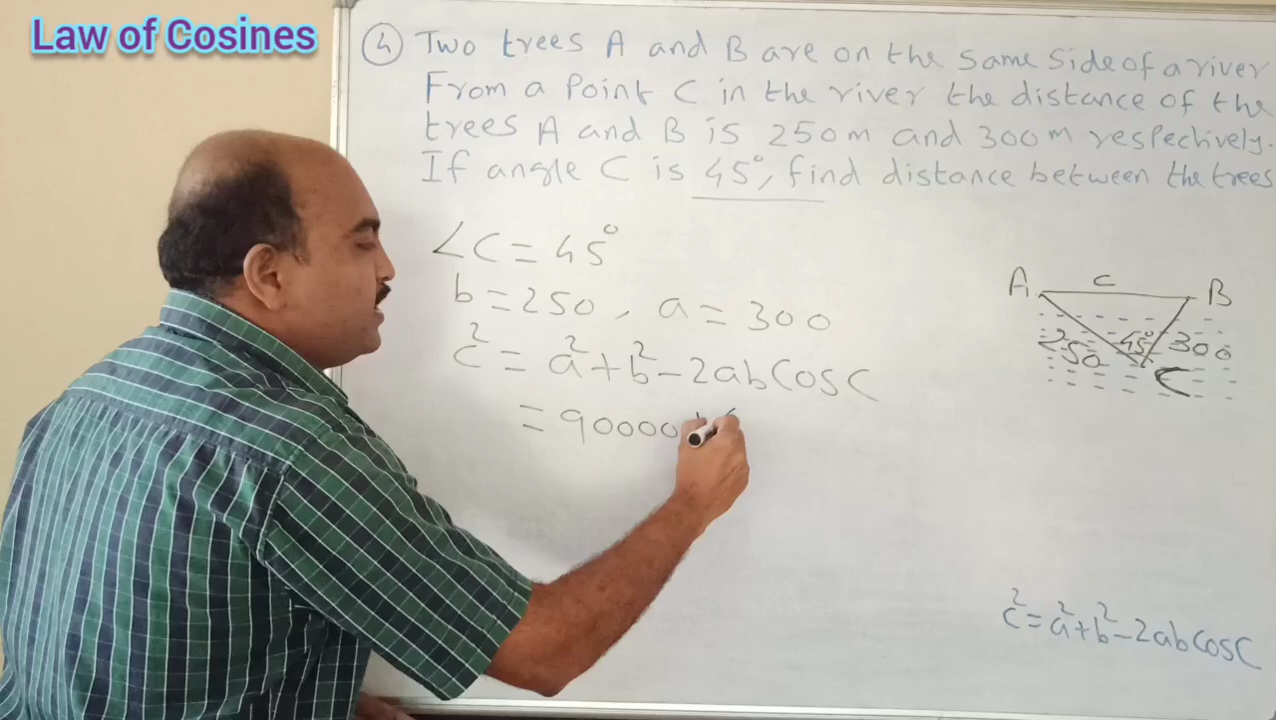 Law of Cosines
④ Two trees A and B are on the same side of a river
From a point C in the river the distance of the
trees A and B is 250m and 300m respectively.
If angle C is 45°, find distance between the trees
∠C = 45°
b = 250, a = 300
c² = a² + b² - 2ab Cos C
= 90000 +
A c B
250 45° 300
C
c² = a² + b² - 2ab cos C